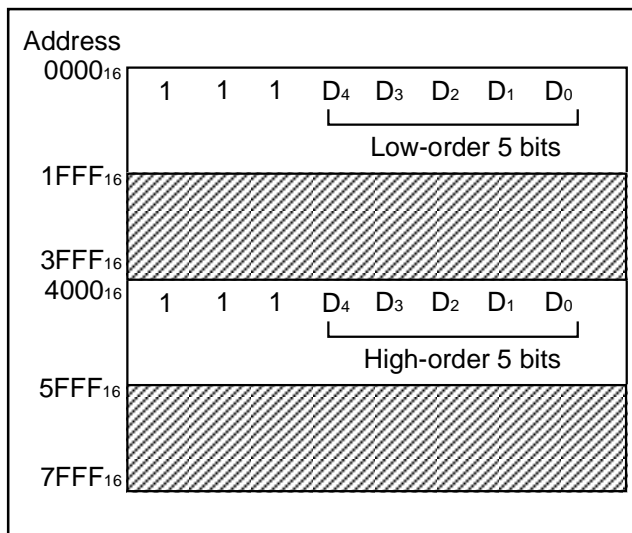 Address
0000₁₆
1 1 1 D₄ D₃ D₂ D₁ D₀
Low-order 5 bits
1FFF₁₆
3FFF₁₆
4000₁₆
1 1 1 D₄ D₃ D₂ D₁ D₀
High-order 5 bits
5FFF₁₆
7FFF₁₆